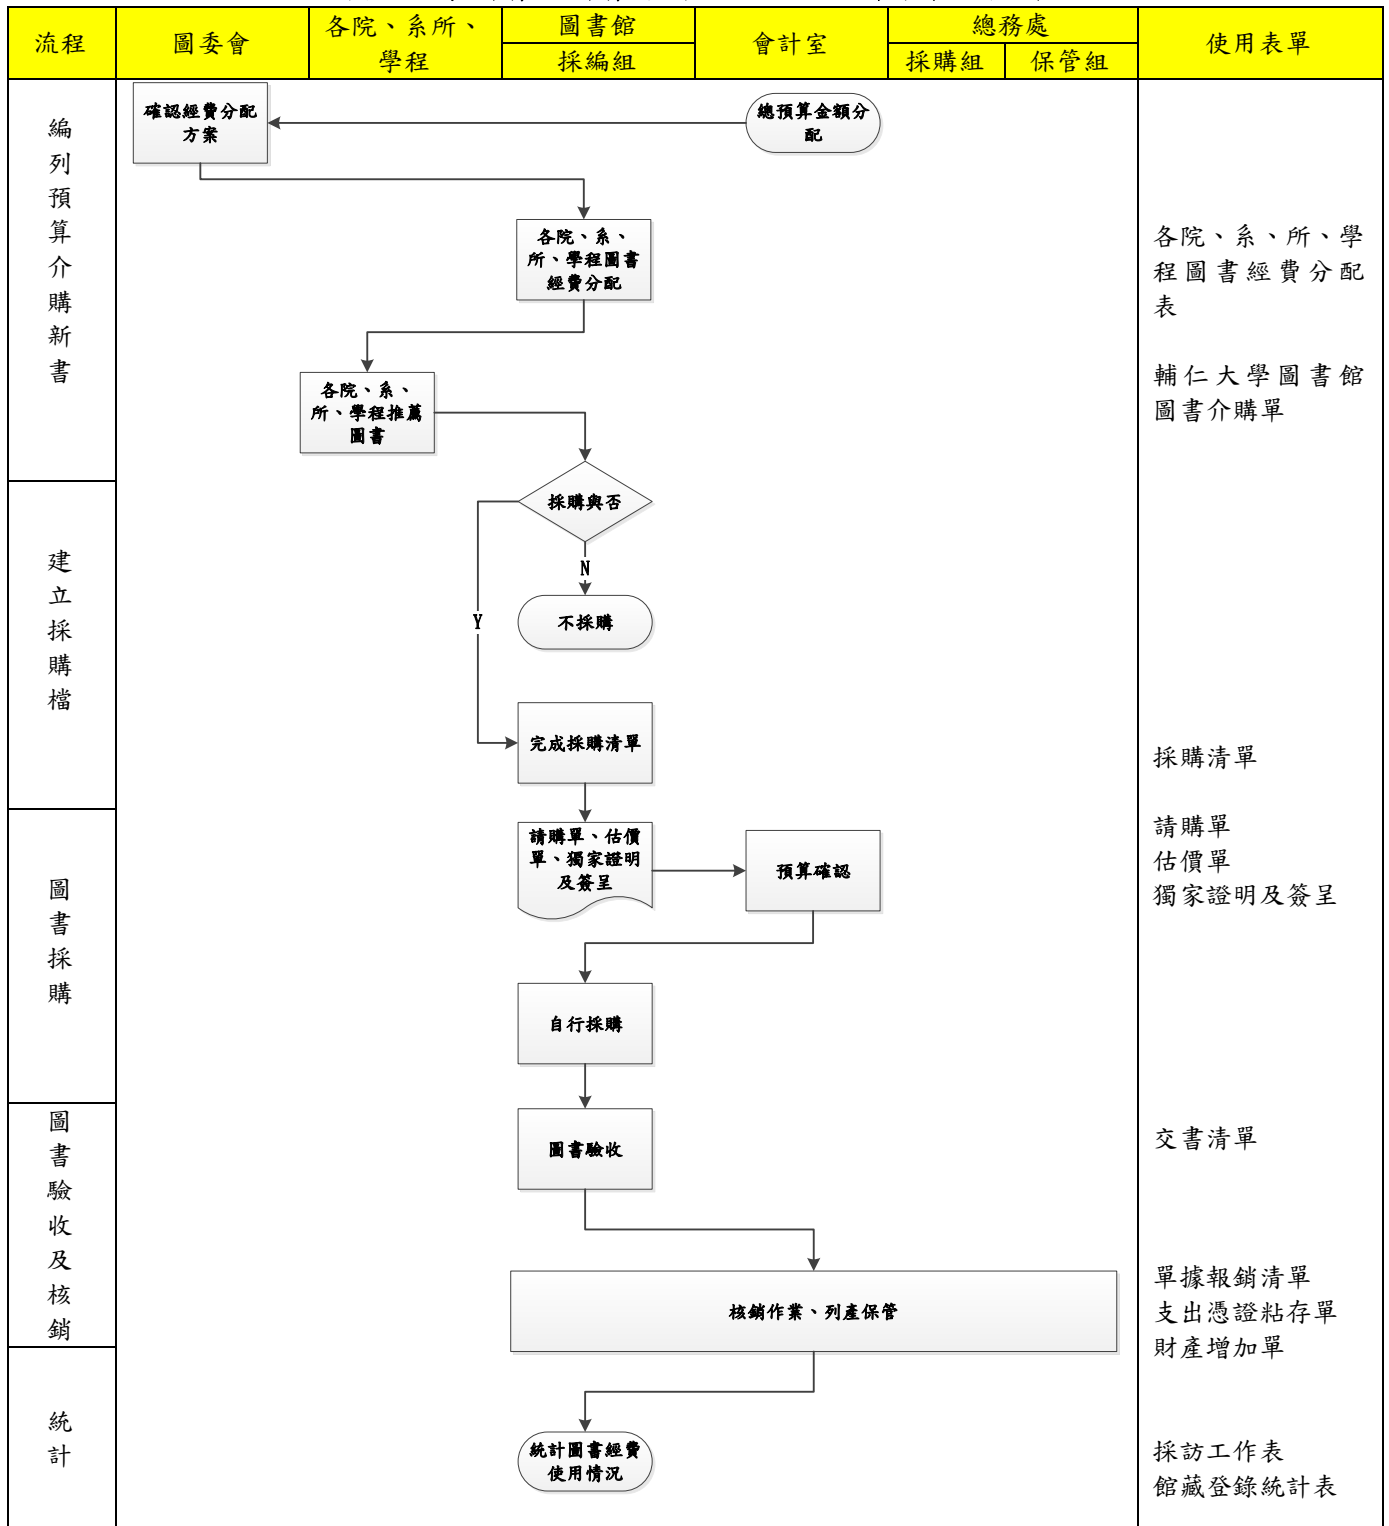 流程
圖委會
各院、系所、
學程
圖書館
採編組
會計室
總務處
採購組
保管組
使用表單
編
列
預
算
介
購
新
書
確認經費分配
方案
總預算金額分
配
各院、系、
所、學程圖書
經費分配
各院、系、所、學
程圖書經費分配
表
各院、系、
所、學程推薦
圖書
輔仁大學圖書館
圖書介購單
建
立
採
購
檔
採購與否
N
Y
不採購
完成採購清單
採購清單
圖
書
採
購
請購單、估價
單、獨家證明
及簽呈
預算確認
請購單
估價單
獨家證明及簽呈
自行採購
圖
書
驗
收
及
核
銷
圖書驗收
交書清單
核銷作業、列產保管
單據報銷清單
支出憑證粘存單
財產增加單
統
計
統計圖書經費
使用情況
採訪工作表
館藏登錄統計表